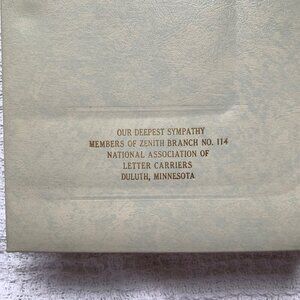 OUR DEEPEST SYMPATHY
MEMBERS OF ZENITH BRANCH NO. 114
NATIONAL ASSOCIATION OF
LETTER CARRIERS
DULUTH, MINNESOTA